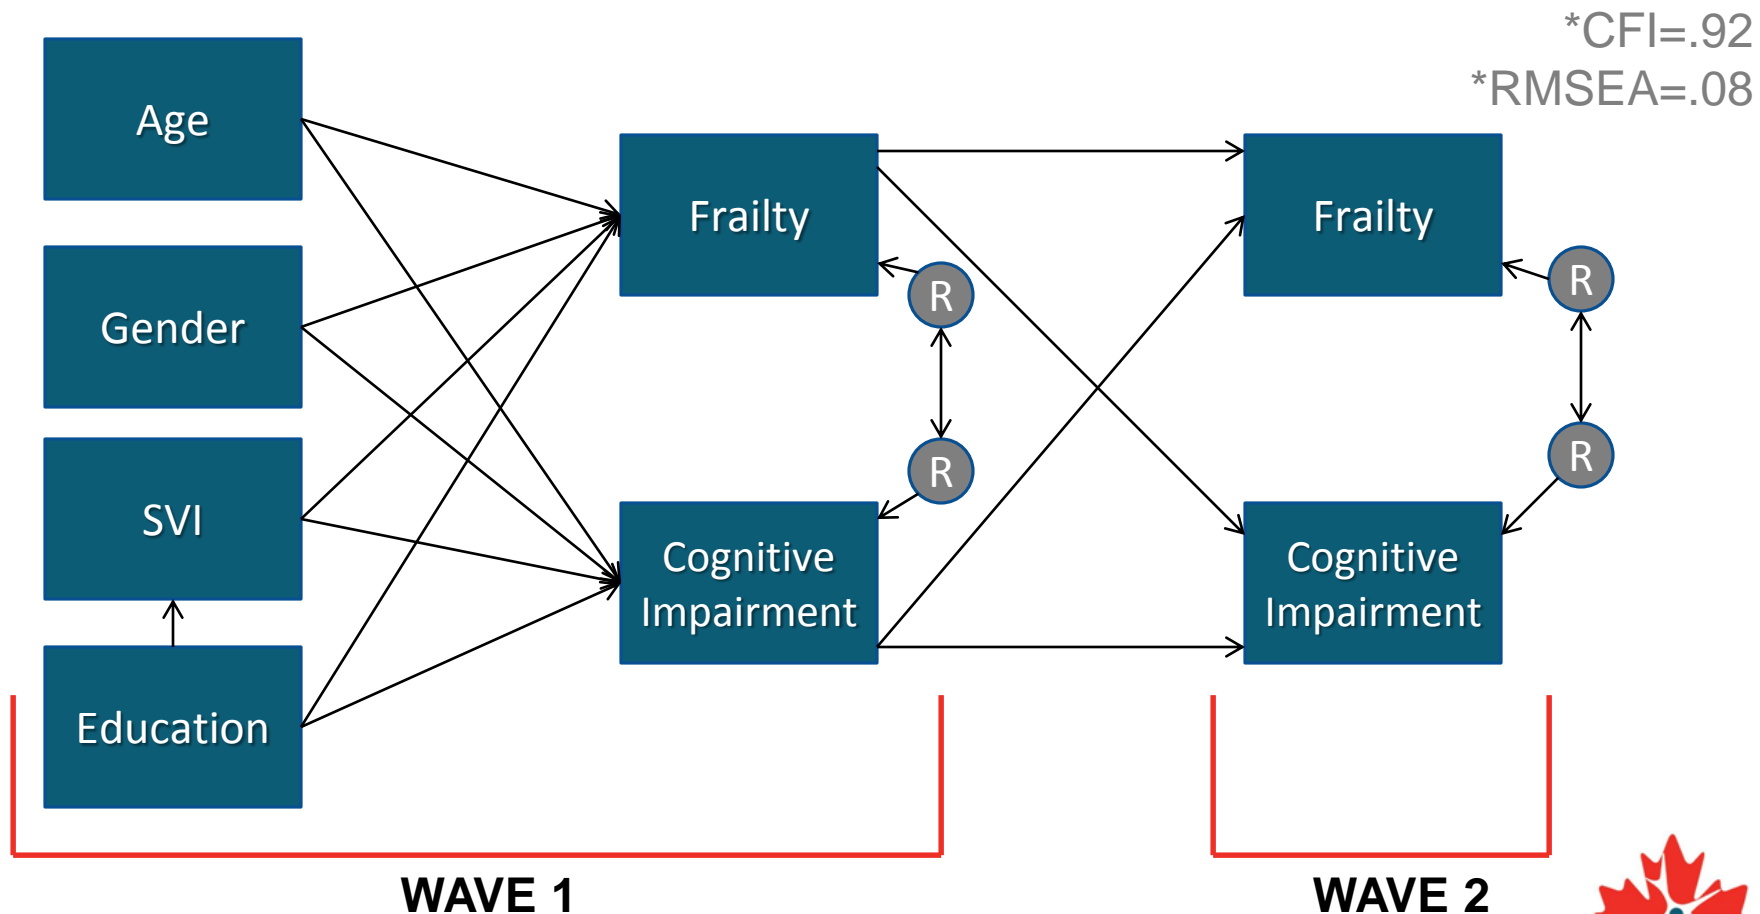 *CFI=.92
*RMSEA=.08
Age
Gender
SVI
Education
Frailty
R
R
Cognitive
Impairment
Frailty
R
R
Cognitive
Impairment
WAVE 1
WAVE 2